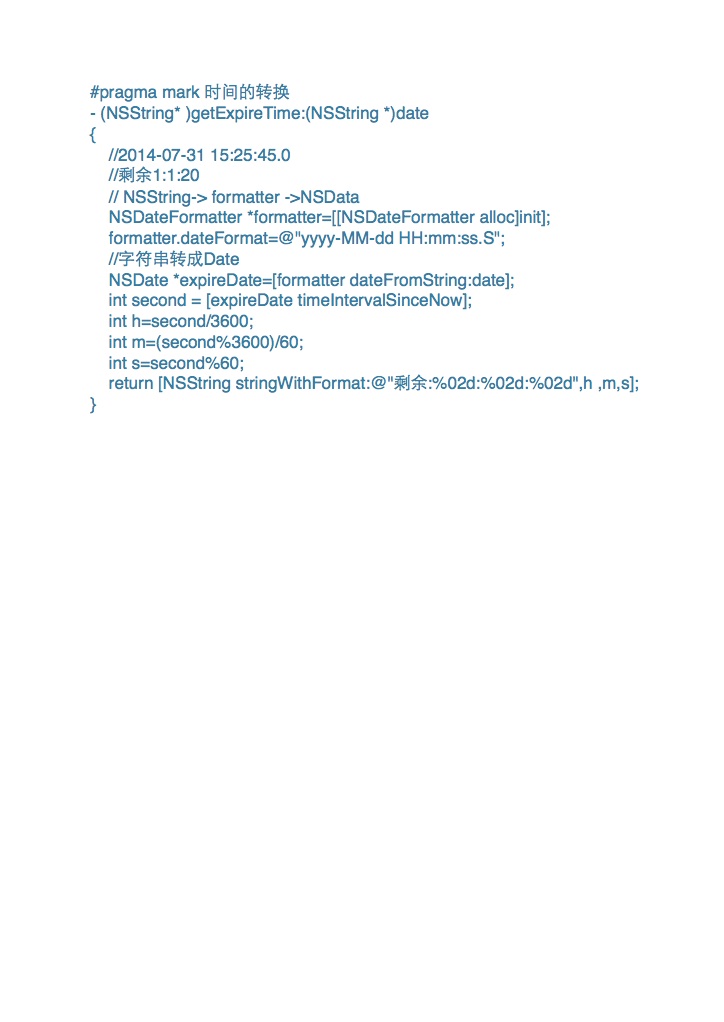 #pragma mark 时间的转换
- (NSString* )getExpireTime:(NSString *)date
{
//2014-07-31 15:25:45.0
//剩余1:1:20
// NSString-> formatter ->NSData
NSDateFormatter *formatter=[[NSDateFormatter alloc]init];
formatter.dateFormat=@"yyyy-MM-dd HH:mm:ss.S";
//字符串转成Date
NSDate *expireDate=[formatter dateFromString:date];
int second = [expireDate timeIntervalSinceNow];
int h=second/3600;
int m=(second%3600)/60;
int s=second%60;
return [NSString stringWithFormat:@"剩余:%02d:%02d:%02d",h ,m,s];
}